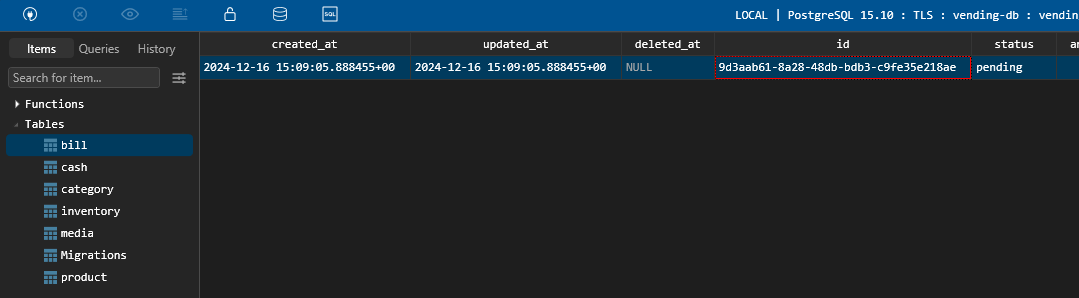 SQL
LOCAL | PostgreSQL 15.10 : TLS : vending-db : vendin
Items Queries History
Search for item...
Functions
Tables
bill
cash
category
inventory
media
Migrations
product
created_at updated_at deleted_at id status an
2024-12-16 15:09:05.888455+00 2024-12-16 15:09:05.888455+00 NULL 9d3aab61-8a28-48db-bdb3-c9fe35e218ae pending